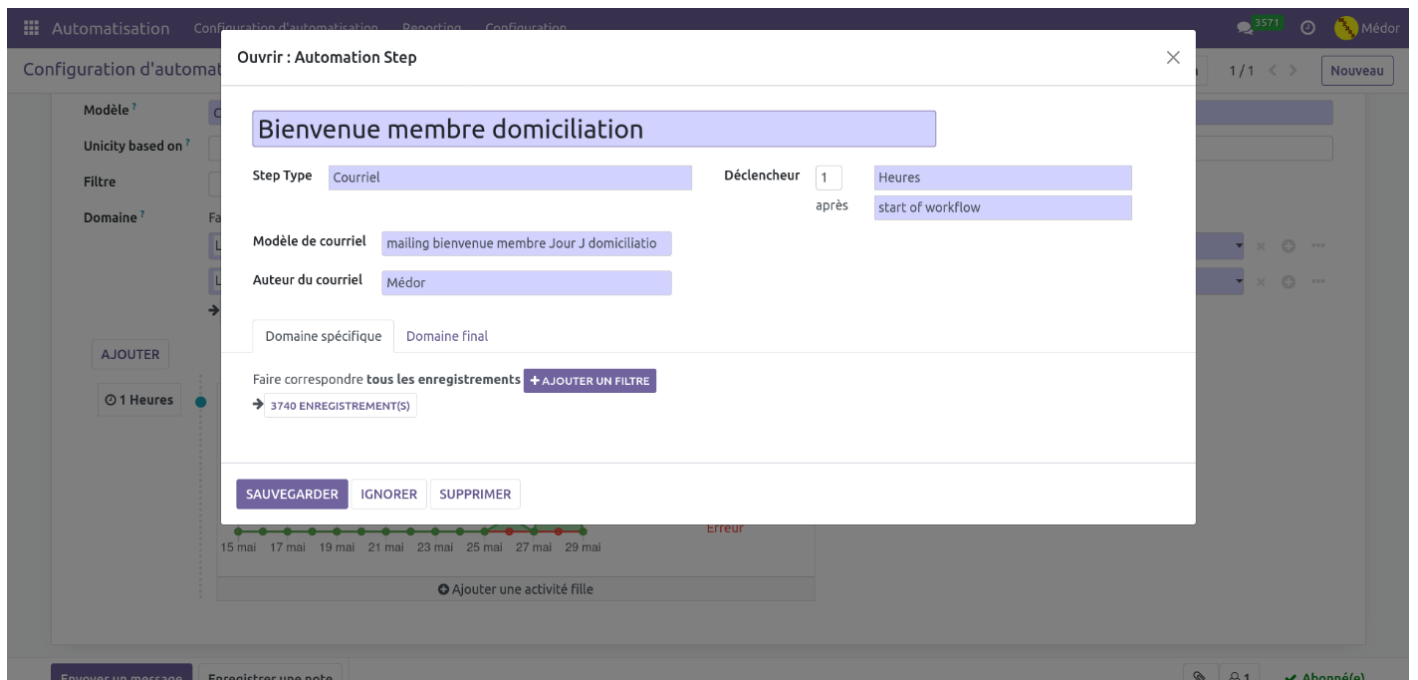 Automatisation Configuration d'automatisation Reporting Configuration 3571 Médor
Configuration d'automat 1 / 1 Nouveau
Ouvrir : Automation Step
Modèle ?
Unicity based on ?
Filtre
Domaine ? Fa
Bienvenue membre domiciliation
Step Type Courriel Déclencheur 1 Heures
après start of workflow
Modèle de courriel mailing bienvenue membre Jour J domiciliatio
Auteur du courriel Médor
Domaine spécifique Domaine final
AJOUTER
Faire correspondre tous les enregistrements + AJOUTER UN FILTRE
1 Heures
3740 ENREGISTREMENT(S)
SAUVEGARDER IGNORER SUPPRIMER
Erreur
15 mai 17 mai 19 mai 21 mai 23 mai 25 mai 27 mai 29 mai
Ajouter une activité fille
Envoyer un message Enregistrer une note 1 Abonné(e)